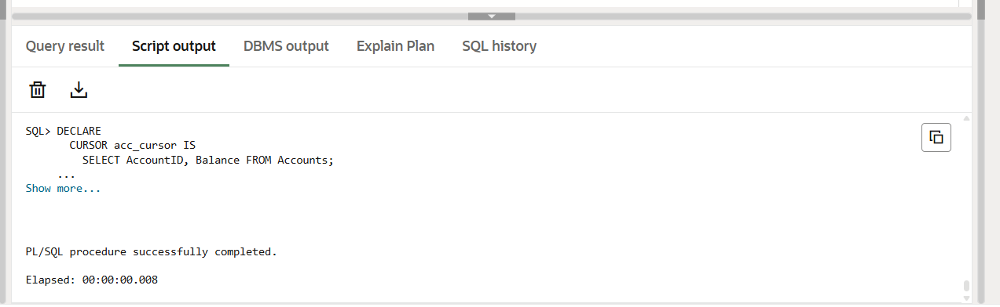 Query result Script output DBMS output Explain Plan SQL history
SQL> DECLARE
CURSOR acc_cursor IS
SELECT AccountID, Balance FROM Accounts;
...
Show more...
PL/SQL procedure successfully completed.
Elapsed: 00:00:00.008